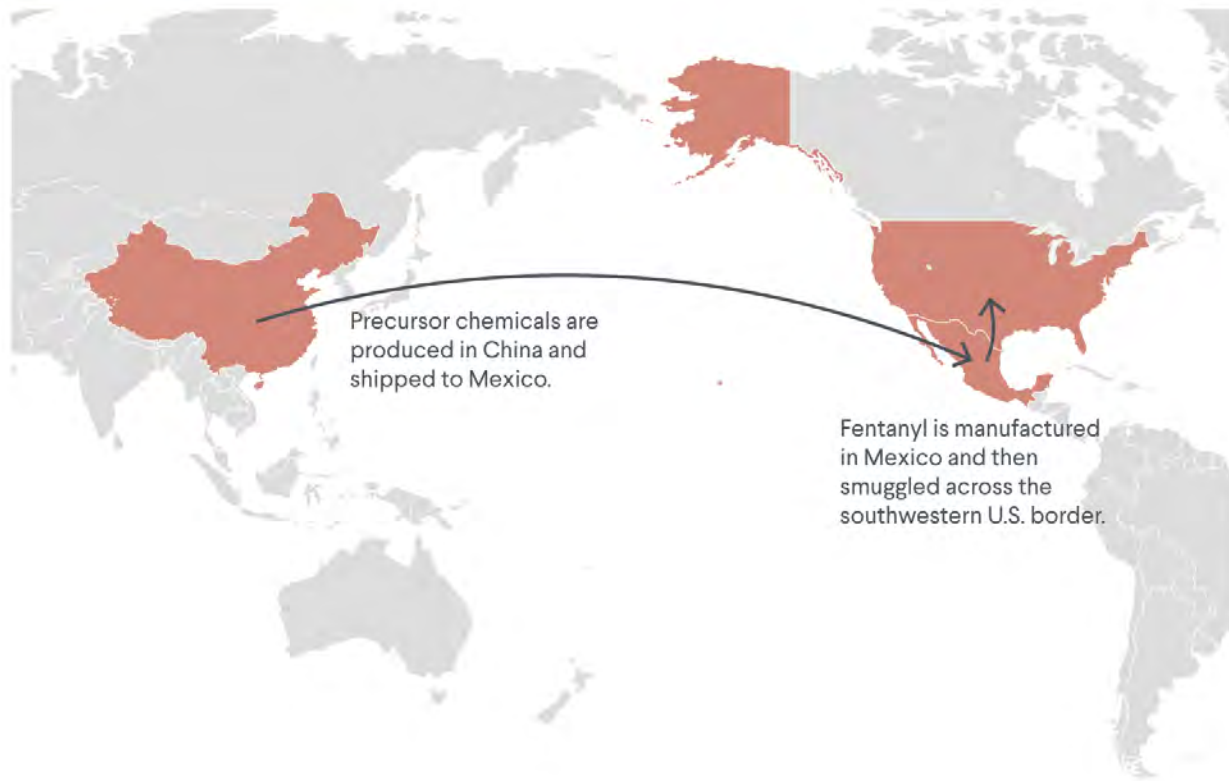 Precursor chemicals are
produced in China and
shipped to Mexico.
Fentanyl is manufactured
in Mexico and then
smuggled across the
southwestern U.S. border.